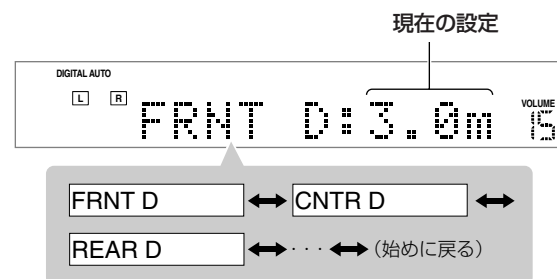 現在の設定
DIGITAL AUTO
L R
FRNT D:3.0m
VOLUME
15
FRNT D ↔ CNTR D ↔
REAR D ↔ ··· ↔ (始めに戻る)